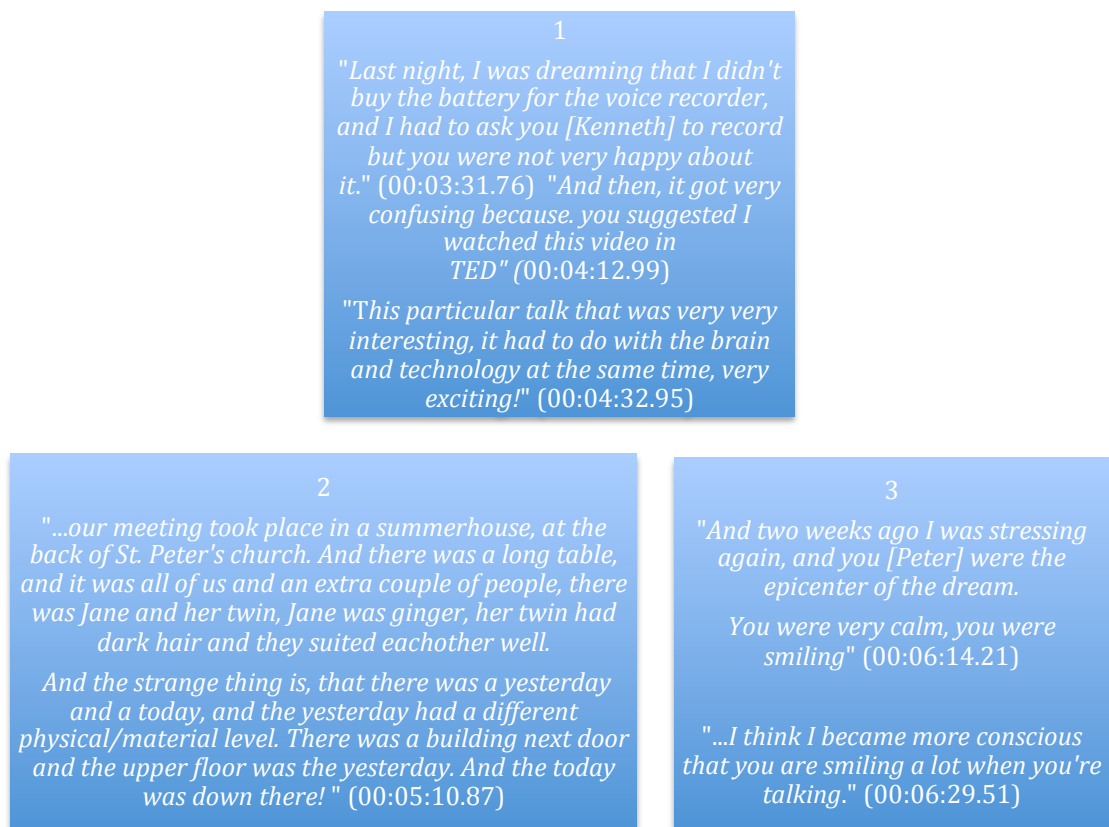 1
"Last night, I was dreaming that I didn't
buy the battery for the voice recorder,
and I had to ask you [Kenneth] to record
but you were not very happy about
it." (00:03:31.76)  "And then, it got very
confusing because. you suggested I
watched this video in
TED" (00:04:12.99)
"This particular talk that was very very
interesting, it had to do with the brain
and technology at the same time, very
exciting!" (00:04:32.95)
2
"...our meeting took place in a summerhouse, at the
back of St. Peter's church. And there was a long table,
and it was all of us and an extra couple of people, there
was Jane and her twin, Jane was ginger, her twin had
dark hair and they suited eachother well.
And the strange thing is, that there was a yesterday
and a today, and the yesterday had a different
physical/material level. There was a building next door
and the upper floor was the yesterday. And the today
was down there! " (00:05:10.87)
3
"And two weeks ago I was stressing
again, and you [Peter] were the
epicenter of the dream.
You were very calm, you were
smiling" (00:06:14.21)
"...I think I became more conscious
that you are smiling a lot when you're
talking." (00:06:29.51)